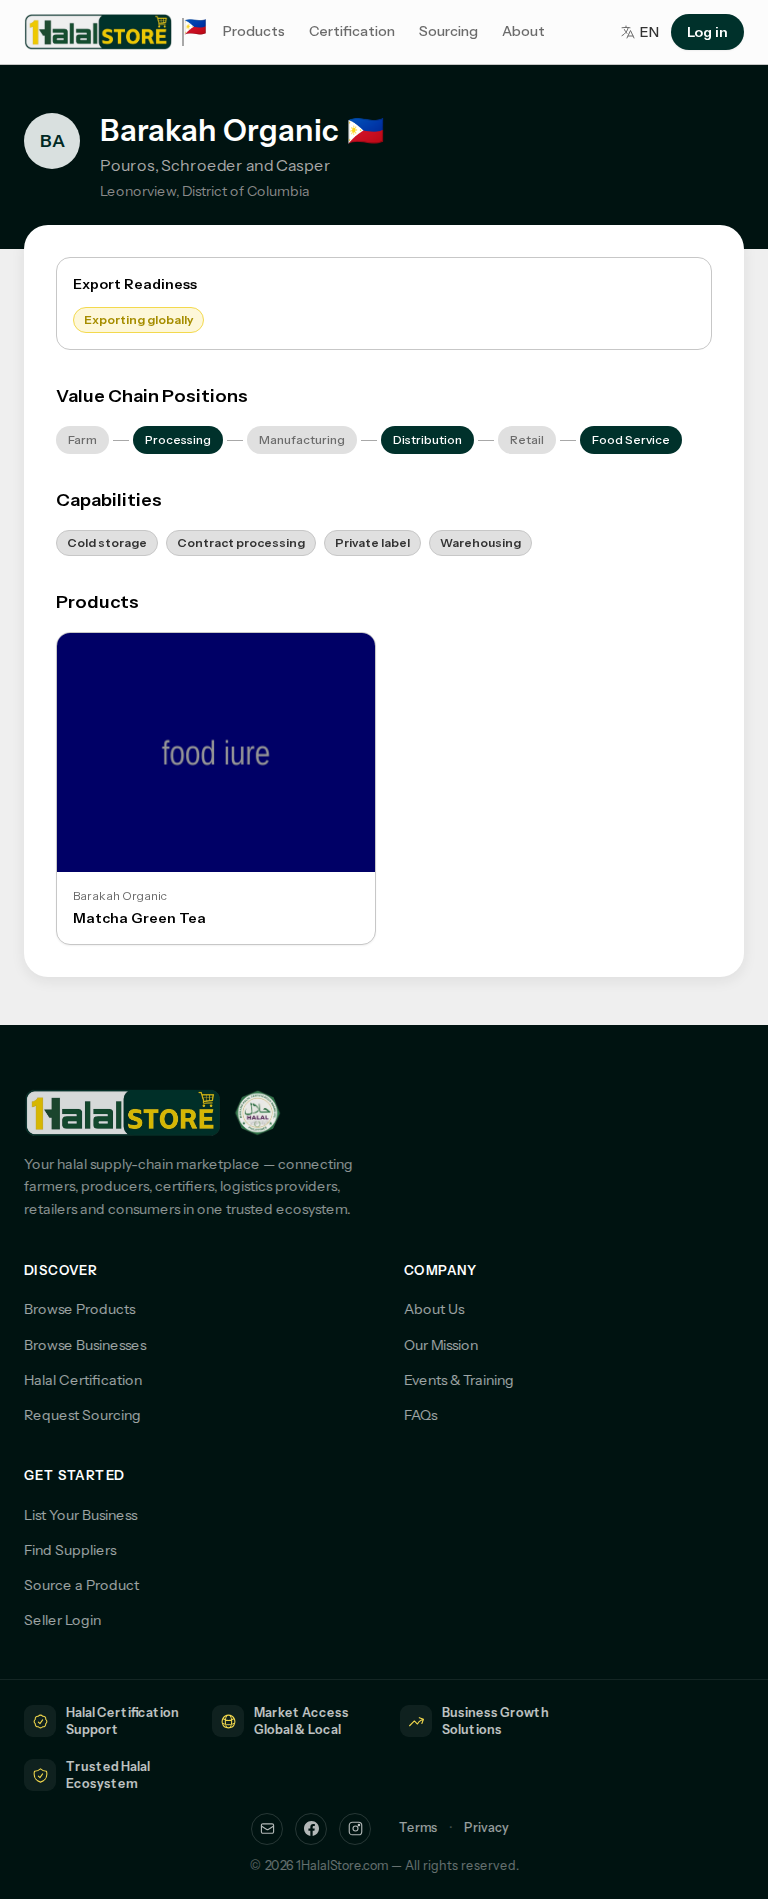 1HalalSTORE
Products
Certification
Sourcing
About
EN
Log in
BA
Barakah Organic 🇵🇭
Pouros, Schroeder and Casper
Leonorview, District of Columbia
Export Readiness
Exporting globally
Value Chain Positions
Farm
Processing
Manufacturing
Distribution
Retail
Food Service
Capabilities
Cold storage
Contract processing
Private label
Warehousing
Products
food iure
Barakah Organic
Matcha Green Tea
1HalalSTORE
حلال
HALAL
Your halal supply-chain marketplace — connecting
farmers, producers, certifiers, logistics providers,
retailers and consumers in one trusted ecosystem.
DISCOVER
Browse Products
Browse Businesses
Halal Certification
Request Sourcing
COMPANY
About Us
Our Mission
Events & Training
FAQs
GET STARTED
List Your Business
Find Suppliers
Source a Product
Seller Login
Halal Certification
Support
Market Access
Global & Local
Business Growth
Solutions
Trusted Halal
Ecosystem
Terms · Privacy
© 2026 1HalalStore.com — All rights reserved.